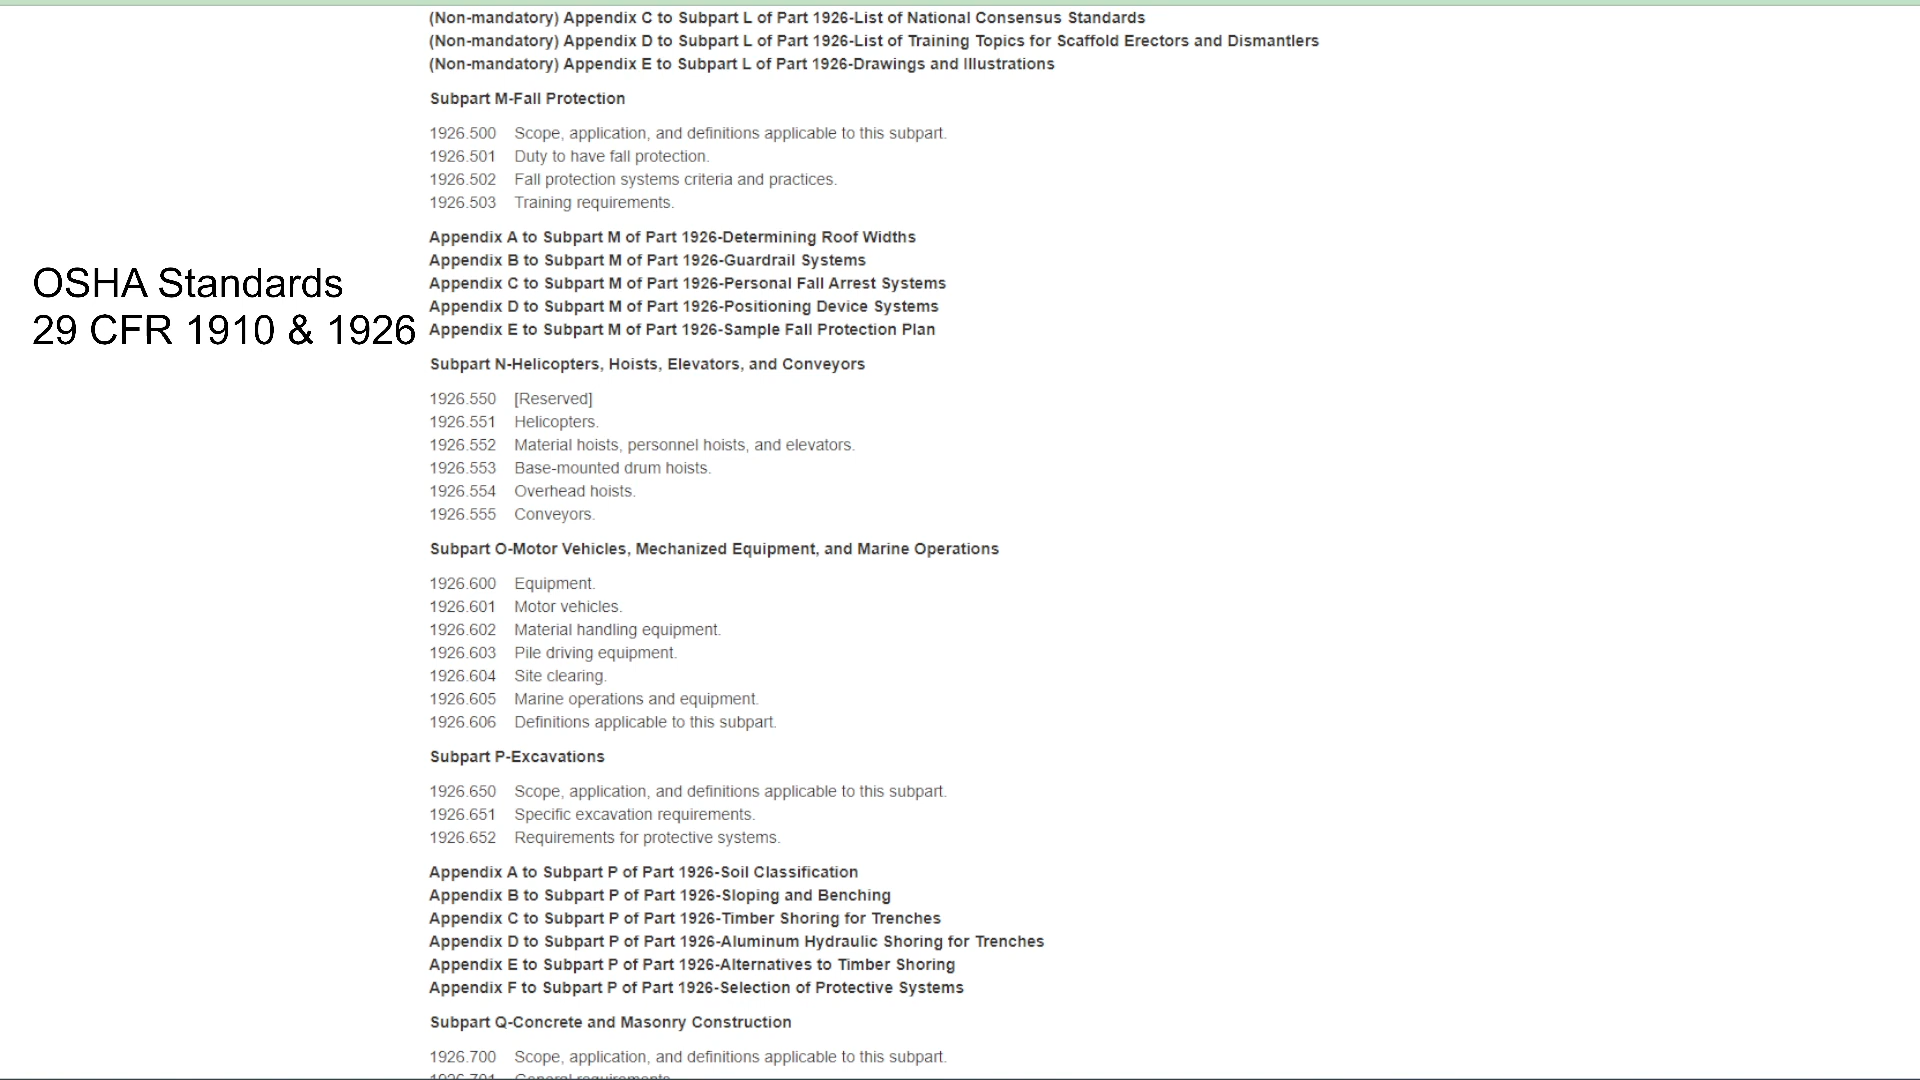 (Non-mandatory) Appendix C to Subpart L of Part 1926-List of National Consensus Standards
(Non-mandatory) Appendix D to Subpart L of Part 1926-List of Training Topics for Scaffold Erectors and Dismantlers
(Non-mandatory) Appendix E to Subpart L of Part 1926-Drawings and Illustrations
Subpart M-Fall Protection
1926.500 Scope, application, and definitions applicable to this subpart.
1926.501 Duty to have fall protection.
1926.502 Fall protection systems criteria and practices.
1926.503 Training requirements.
Appendix A to Subpart M of Part 1926-Determining Roof Widths
Appendix B to Subpart M of Part 1926-Guardrail Systems
Appendix C to Subpart M of Part 1926-Personal Fall Arrest Systems
Appendix D to Subpart M of Part 1926-Positioning Device Systems
Appendix E to Subpart M of Part 1926-Sample Fall Protection Plan
OSHA Standards
29 CFR 1910 & 1926
Subpart N-Helicopters, Hoists, Elevators, and Conveyors
1926.550 [Reserved]
1926.551 Helicopters.
1926.552 Material hoists, personnel hoists, and elevators.
1926.553 Base-mounted drum hoists.
1926.554 Overhead hoists.
1926.555 Conveyors.
Subpart O-Motor Vehicles, Mechanized Equipment, and Marine Operations
1926.600 Equipment.
1926.601 Motor vehicles.
1926.602 Material handling equipment.
1926.603 Pile driving equipment.
1926.604 Site clearing.
1926.605 Marine operations and equipment.
1926.606 Definitions applicable to this subpart.
Subpart P-Excavations
1926.650 Scope, application, and definitions applicable to this subpart.
1926.651 Specific excavation requirements.
1926.652 Requirements for protective systems.
Appendix A to Subpart P of Part 1926-Soil Classification
Appendix B to Subpart P of Part 1926-Sloping and Benching
Appendix C to Subpart P of Part 1926-Timber Shoring for Trenches
Appendix D to Subpart P of Part 1926-Aluminum Hydraulic Shoring for Trenches
Appendix E to Subpart P of Part 1926-Alternatives to Timber Shoring
Appendix F to Subpart P of Part 1926-Selection of Protective Systems
Subpart Q-Concrete and Masonry Construction
1926.700 Scope, application, and definitions applicable to this subpart.